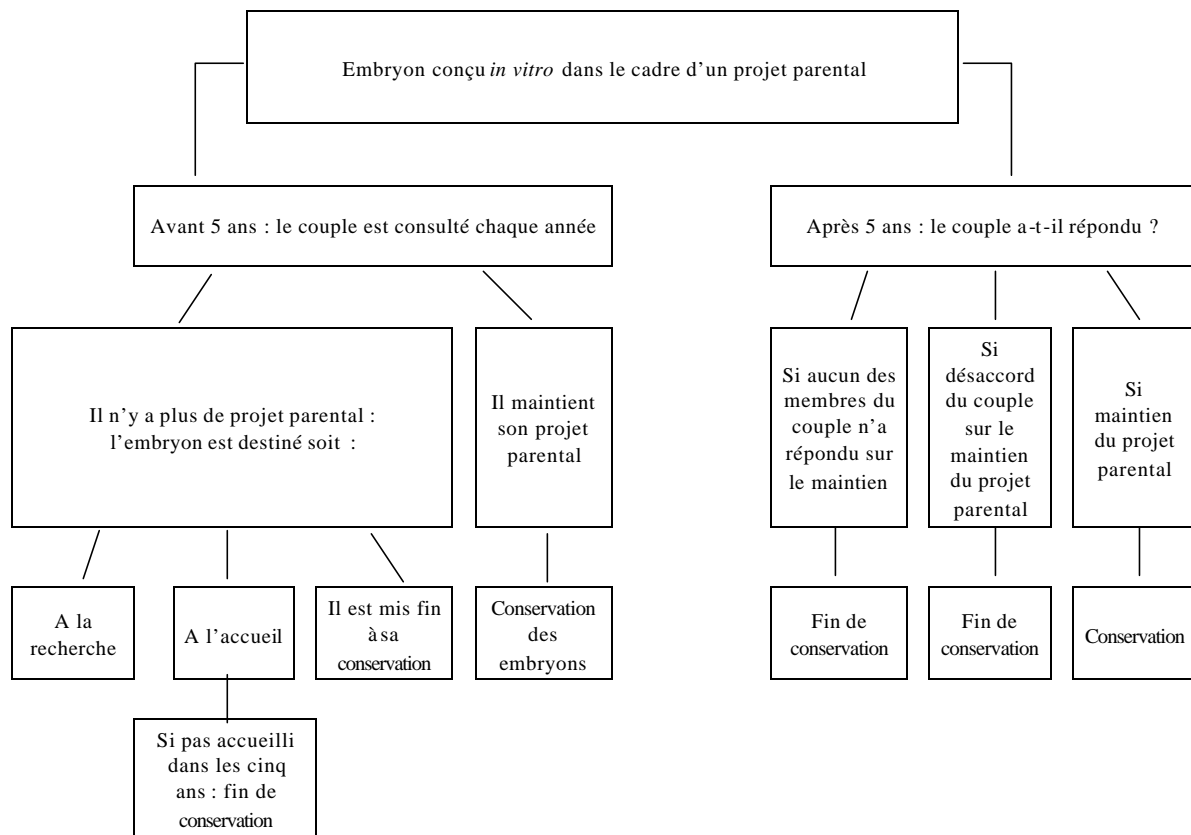 Embryon conçu in vitro dans le cadre d'un projet parental
Avant 5 ans : le couple est consulté chaque année
Après 5 ans : le couple a-t-il répondu ?
Il n'y a plus de projet parental :
l'embryon est destiné soit :
Il maintient
son projet
parental
Si aucun des
membres du
couple n'a
répondu sur
le maintien
Si
désaccord
du couple
sur le
maintien
du projet
parental
Si
maintien
du projet
parental
A la
recherche
A l'accueil
Il est mis fin
à sa
conservation
Conservation
des
embryons
Fin de
conservation
Fin de
conservation
Conservation
Si pas accueilli
dans les cinq
ans : fin de
conservation